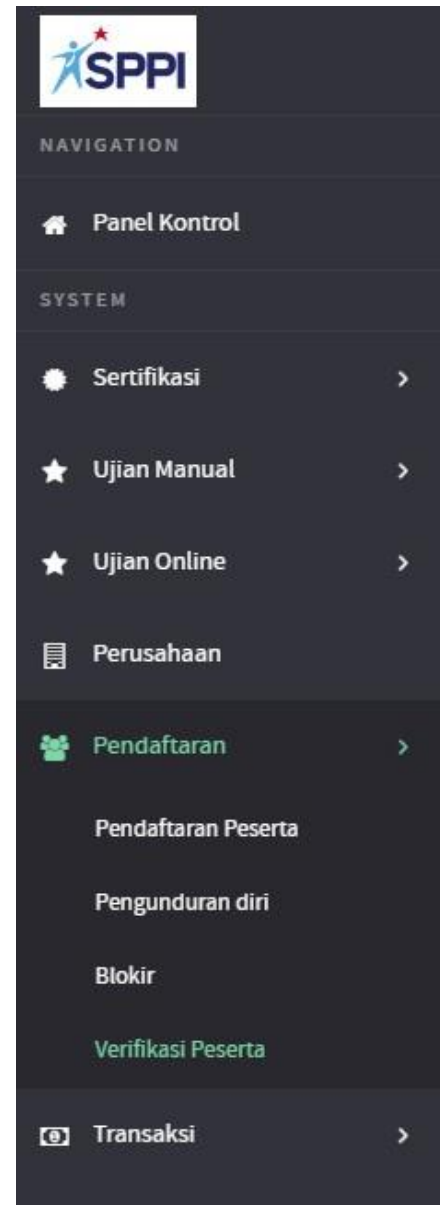 SPPI
NAVIGATION
Panel Kontrol
SYSTEM
Sertifikasi
Ujian Manual
Ujian Online
Perusahaan
Pendaftaran
Pendaftaran Peserta
Pengunduran diri
Blokir
Verifikasi Peserta
Transaksi